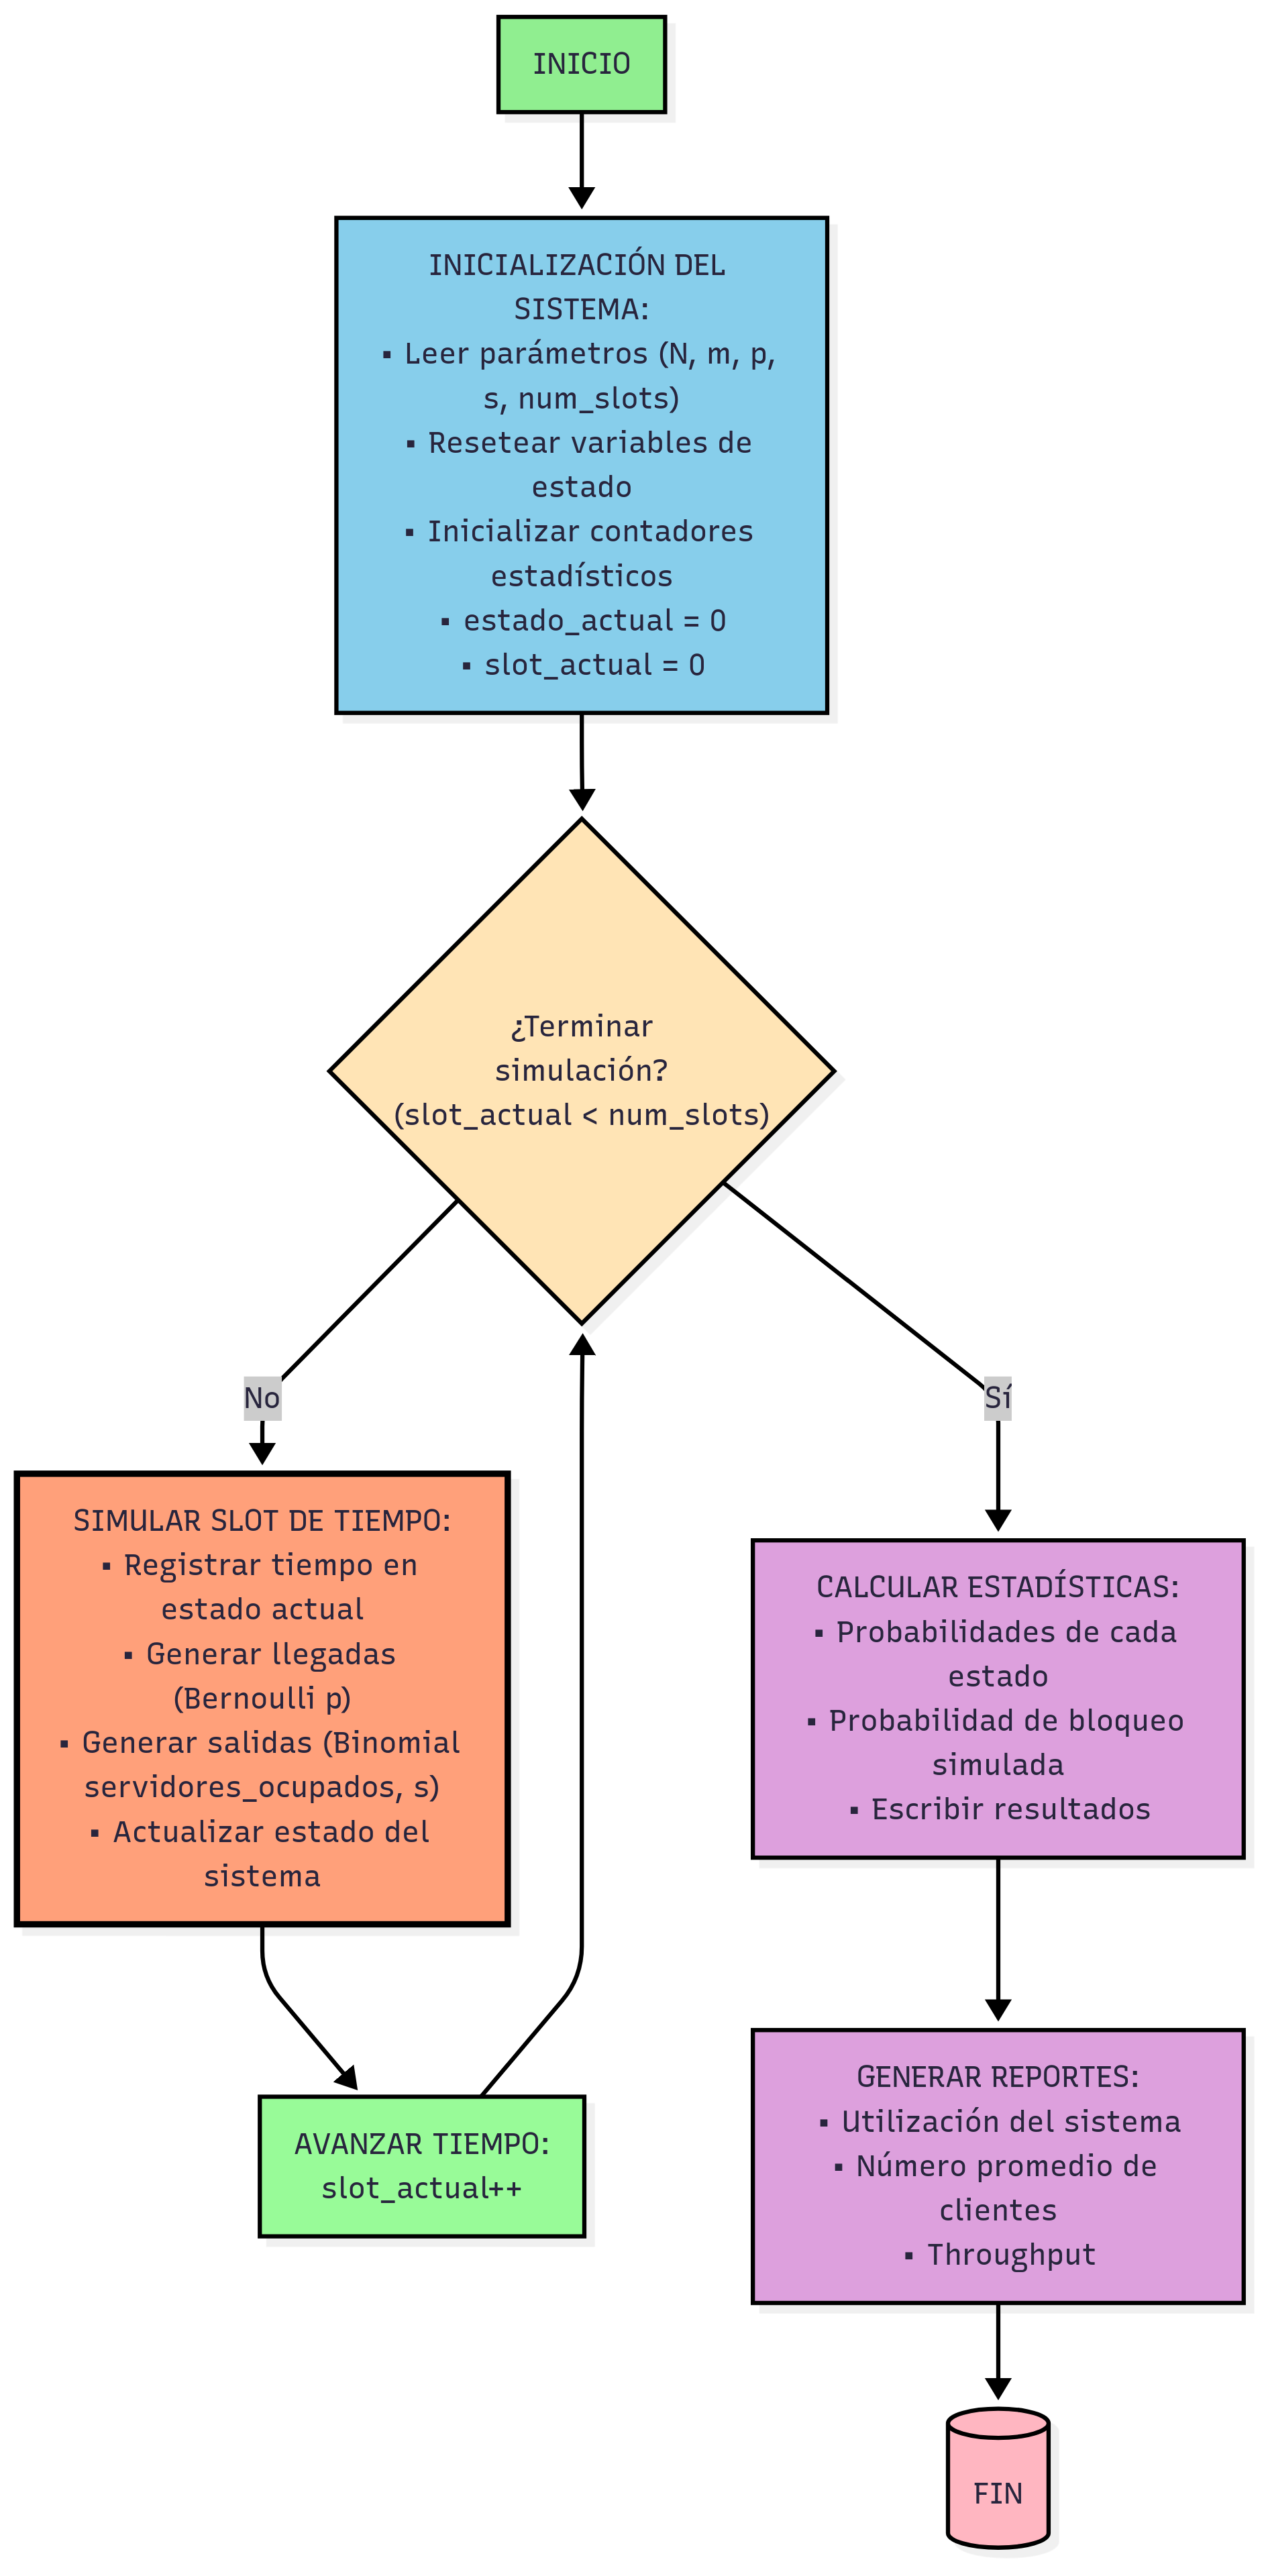 INICIO
INICIALIZACIÓN DEL
SISTEMA:
▪ Leer parámetros (N, m, p,
s, num_slots)
▪ Resetear variables de
estado
▪ Inicializar contadores
estadísticos
▪ estado_actual = 0
▪ slot_actual = 0
¿Terminar
simulación?
(slot_actual < num_slots)
No
Sí
SIMULAR SLOT DE TIEMPO:
▪ Registrar tiempo en
estado actual
▪ Generar llegadas
(Bernoulli p)
▪ Generar salidas (Binomial
servidores_ocupados, s)
▪ Actualizar estado del
sistema
CALCULAR ESTADÍSTICAS:
▪ Probabilidades de cada
estado
▪ Probabilidad de bloqueo
simulada
▪ Escribir resultados
AVANZAR TIEMPO:
slot_actual++
GENERAR REPORTES:
▪ Utilización del sistema
▪ Número promedio de
clientes
▪ Throughput
FIN